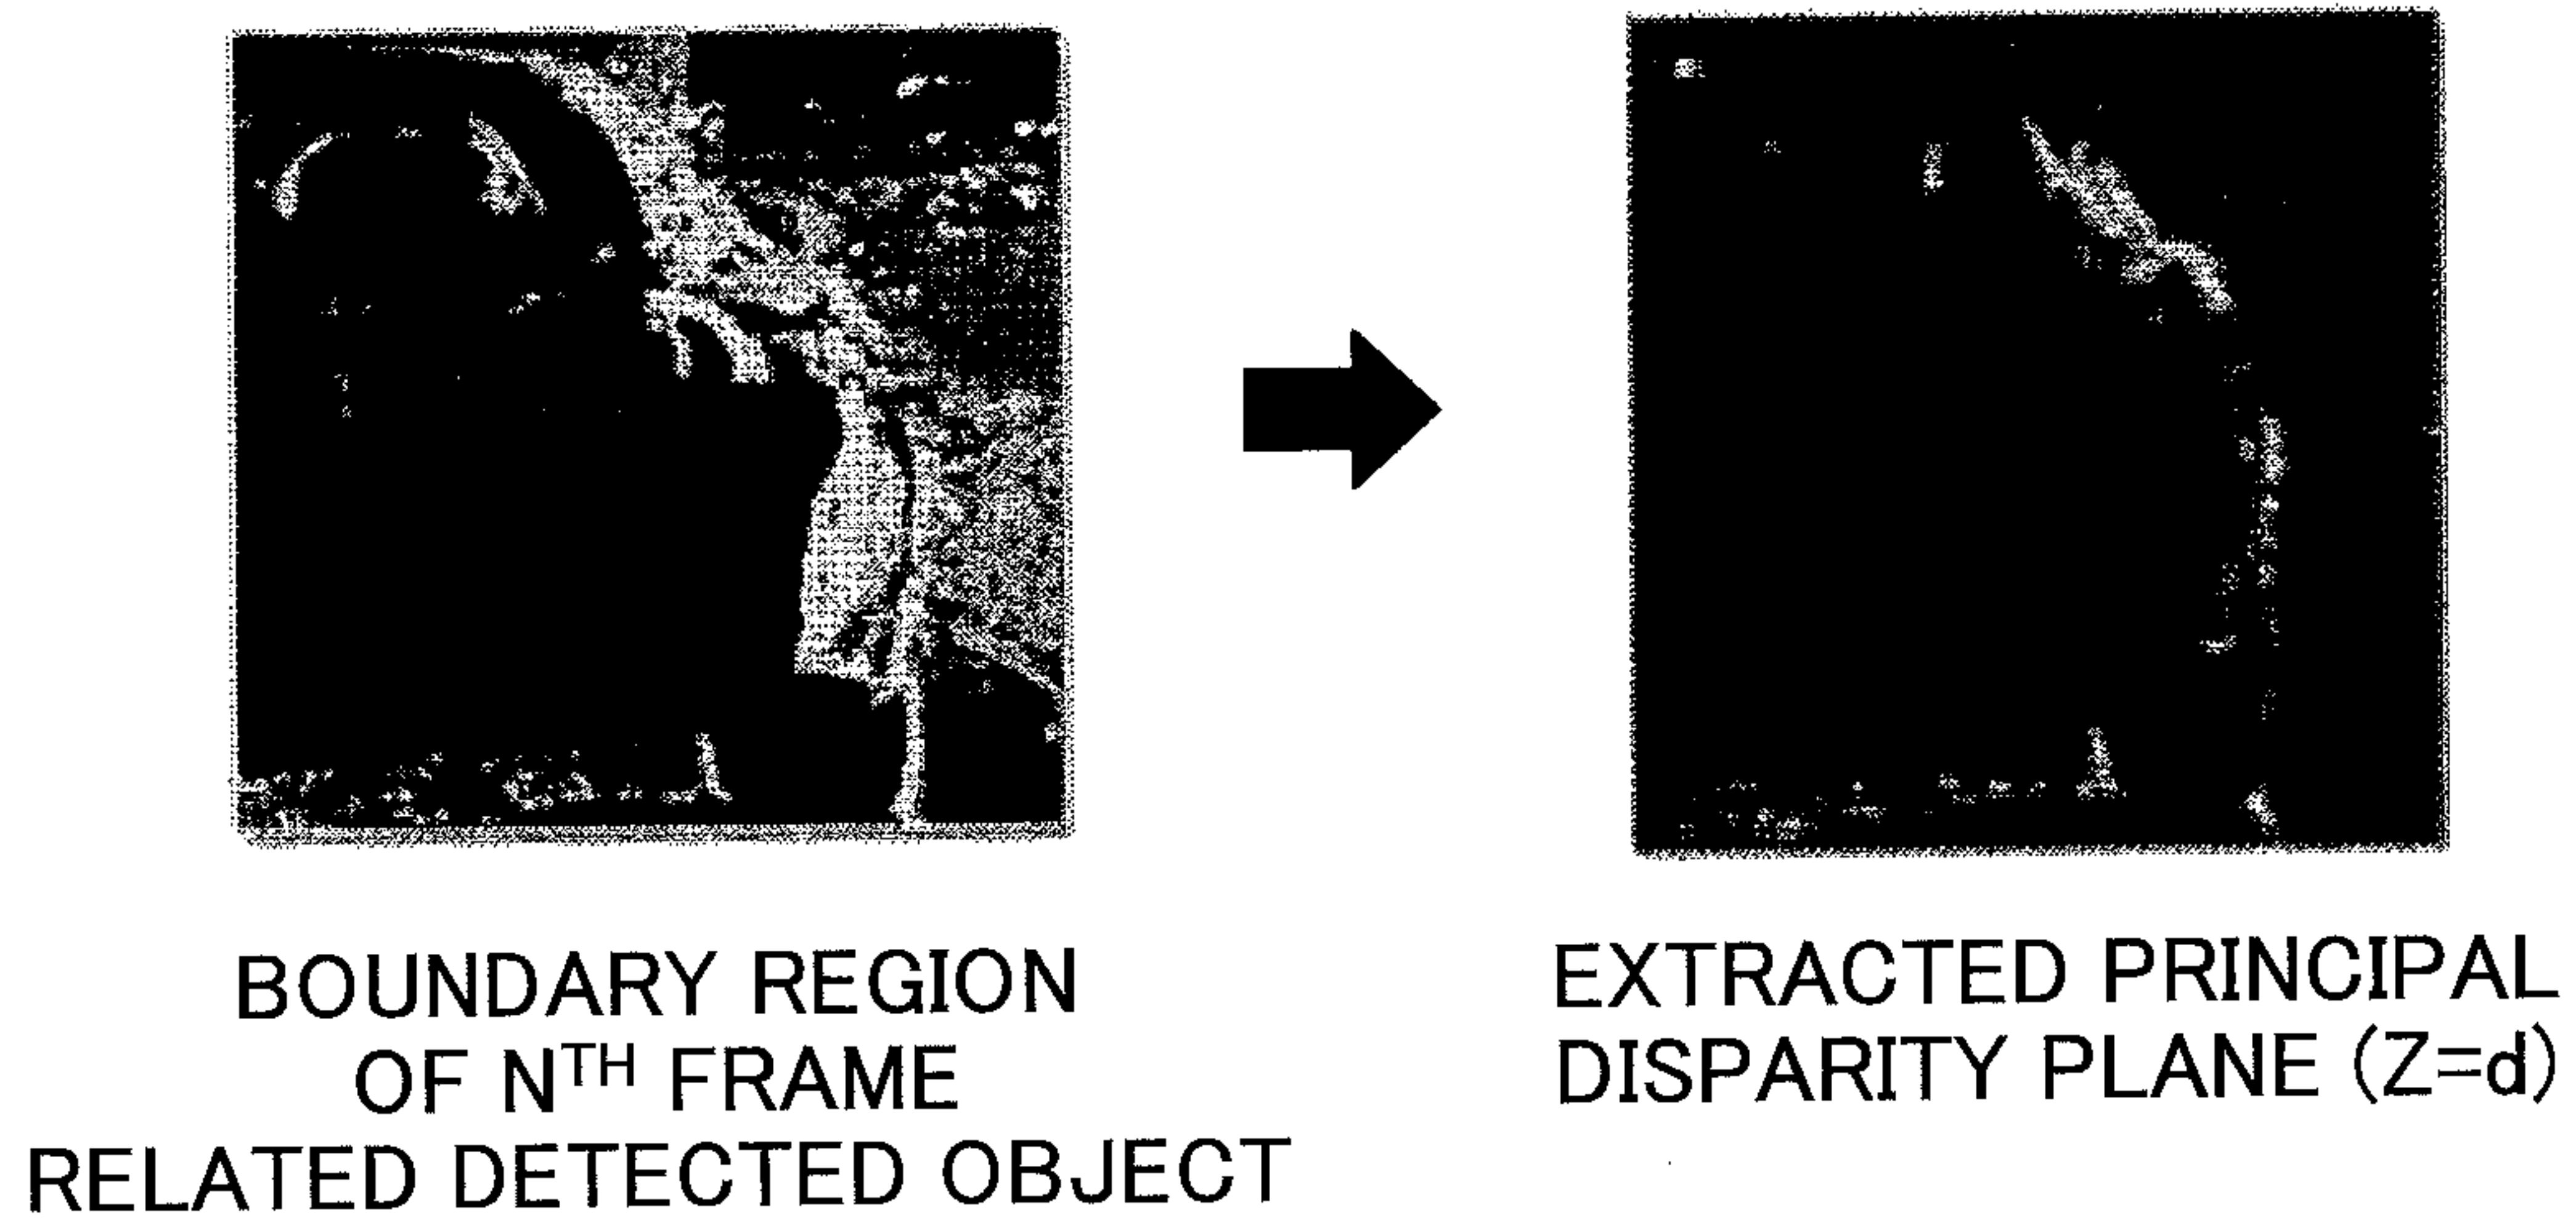 BOUNDARY REGION
OF Nᵀᴴ FRAME
RELATED DETECTED OBJECT
EXTRACTED PRINCIPAL
DISPARITY PLANE (Z=d)